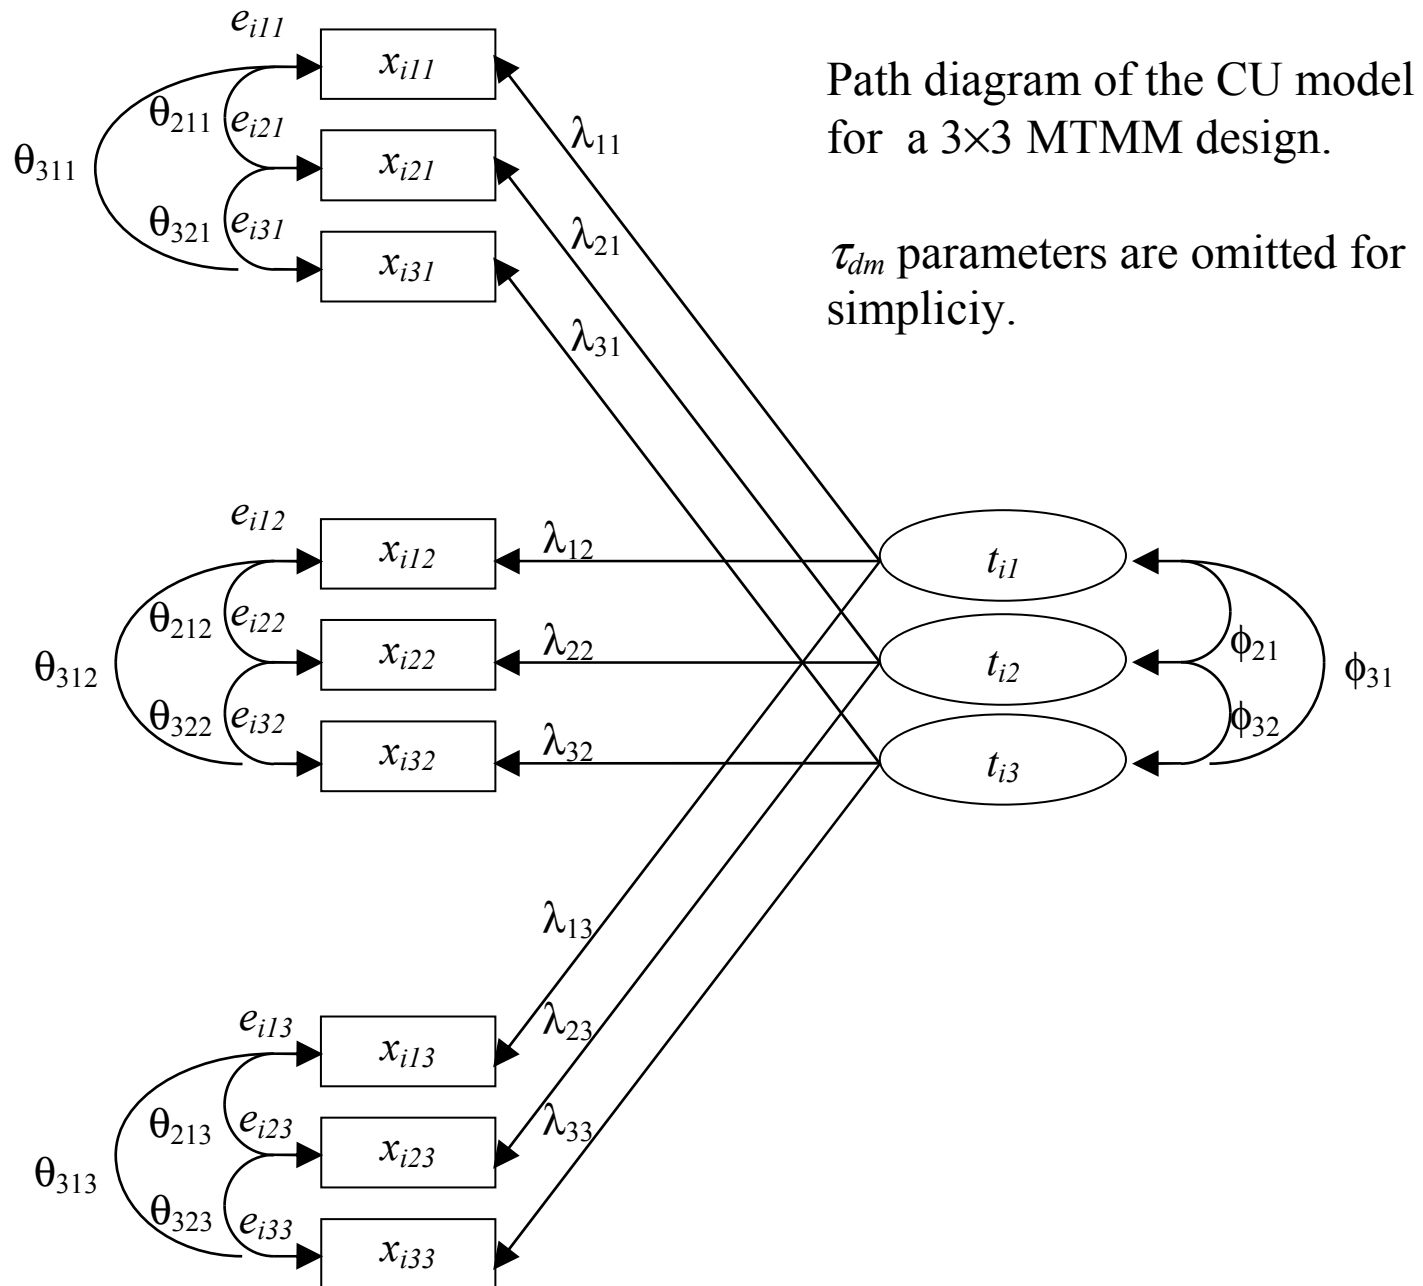 Path diagram of the CU model
for a 3×3 MTMM design.
τdm parameters are omitted for
simpliciy.
ei11
xi11
θ211
ei21
λ11
θ311
xi21
θ321
ei31
λ21
xi31
λ31
ei12
xi12
λ12
ti1
θ212
ei22
θ312
xi22
λ22
ti2
ϕ21
ϕ31
θ322
ei32
xi32
λ32
ti3
ϕ32
λ13
ei13
xi13
λ23
θ213
ei23
θ313
xi23
λ33
θ323
ei33
xi33